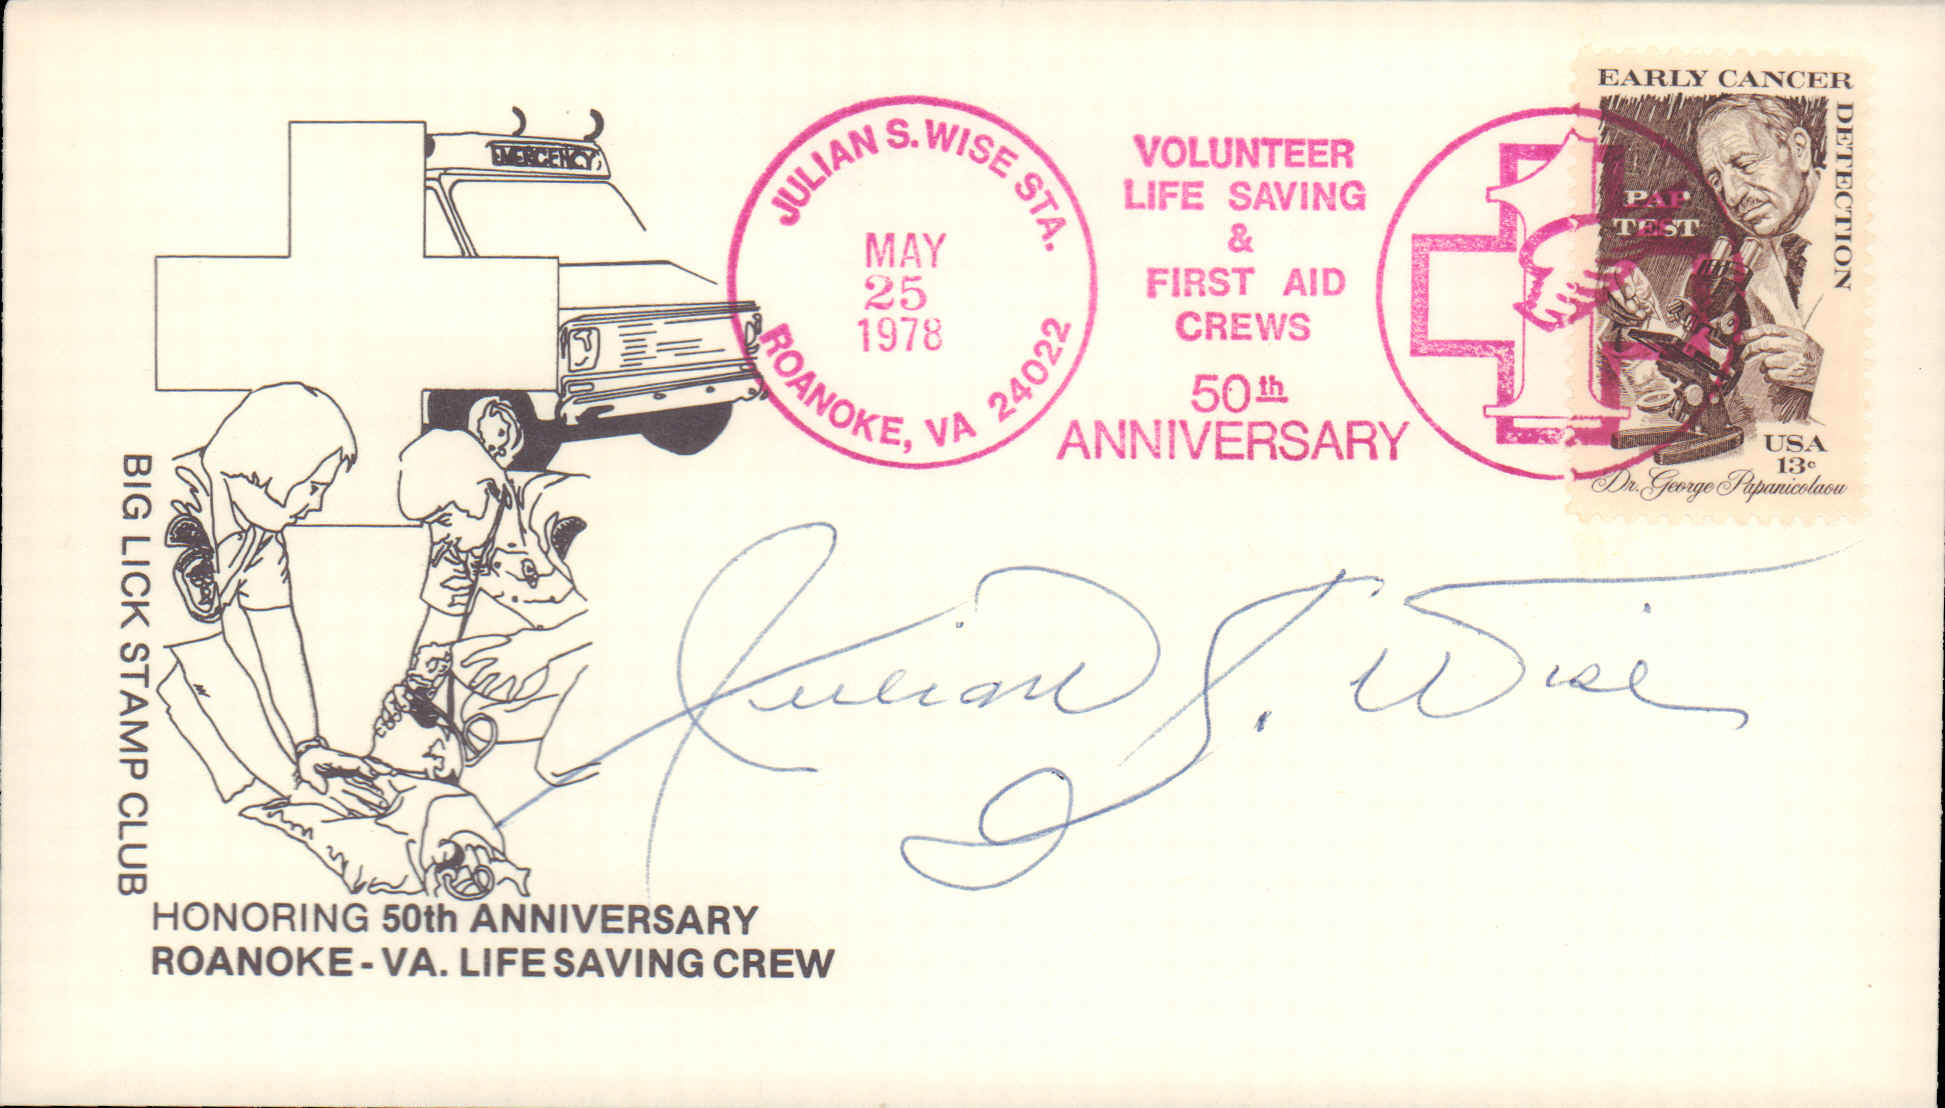 EMERGENCY
JULIAN S. WISE STA.
MAY
25
1978
ROANOKE, VA 24022
VOLUNTEER
LIFE SAVING
&
FIRST AID
CREWS
50th
ANNIVERSARY
1
EARLY CANCER
DETECTION
PAP
TEST
USA
13c
Dr. George Papanicolaou
BIG LICK STAMP CLUB
Julian S. Wise
HONORING 50th ANNIVERSARY
ROANOKE - VA. LIFE SAVING CREW